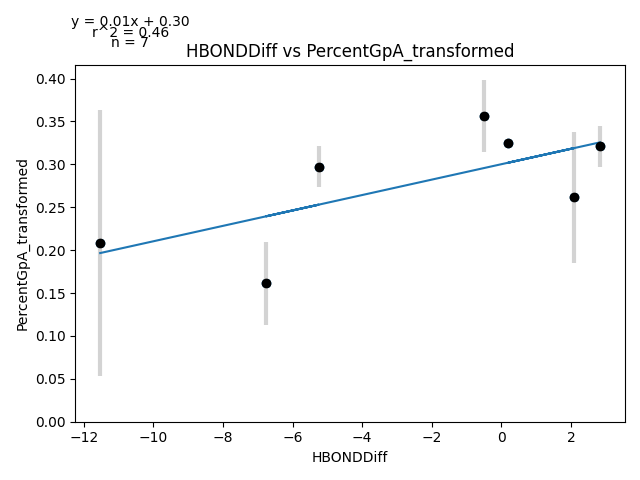 y = 0.01x + 0.30
r^2 = 0.46
n = 7
HBONDDiff vs PercentGpA_transformed
PercentGpA_transformed
0.40
0.35
0.30
0.25
0.20
0.15
0.10
0.05
0.00
−12 −10 −8 −6 −4 −2 0 2
HBONDDiff